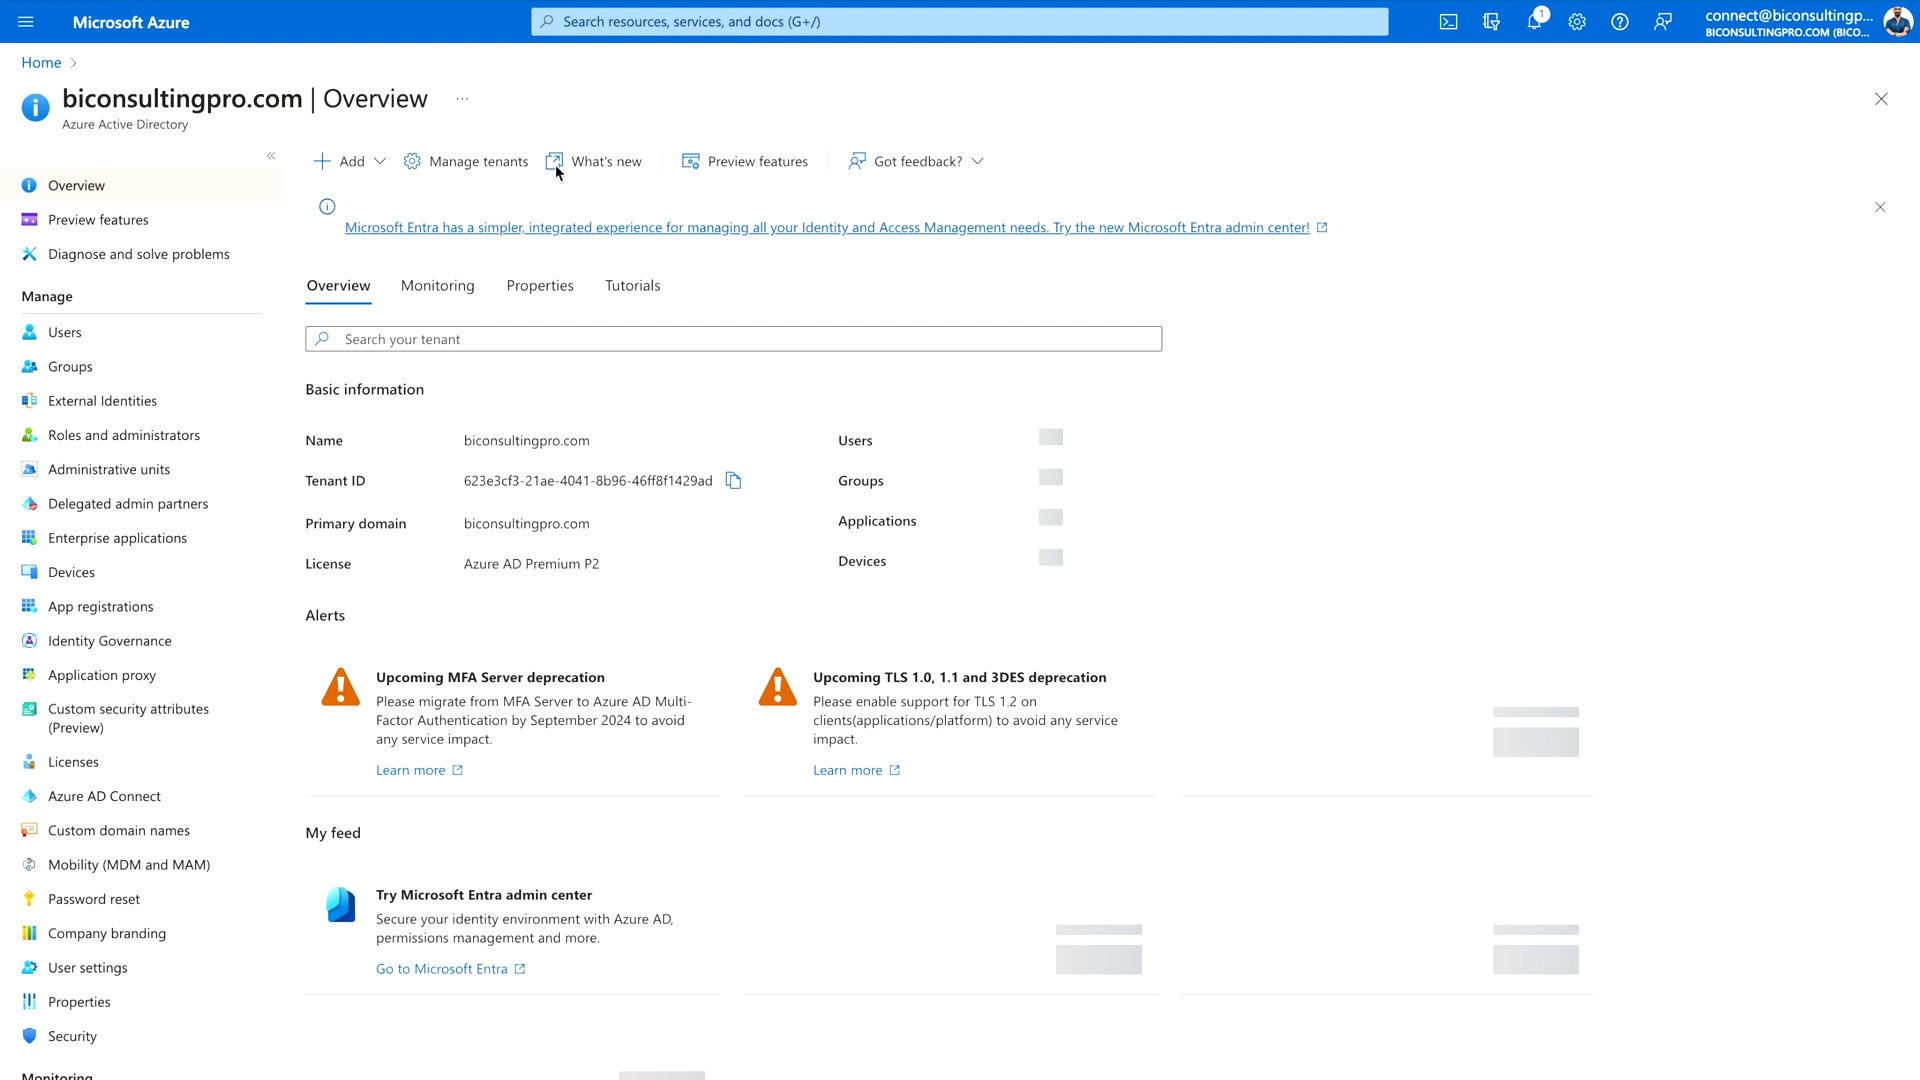 Microsoft Azure
Search resources, services, and docs (G+/)
1
connect@biconsultingp...
BICONSULTINGPRO.COM (BICO...
Home
biconsultingpro.com | Overview
...
Azure Active Directory
Add
Manage tenants
What's new
Preview features
Got feedback?
Microsoft Entra has a simpler, integrated experience for managing all your Identity and Access Management needs. Try the new Microsoft Entra admin center!
Overview
Preview features
Diagnose and solve problems
Manage
Users
Groups
External Identities
Roles and administrators
Administrative units
Delegated admin partners
Enterprise applications
Devices
App registrations
Identity Governance
Application proxy
Custom security attributes
(Preview)
Licenses
Azure AD Connect
Custom domain names
Mobility (MDM and MAM)
Password reset
Company branding
User settings
Properties
Security
Monitoring
Overview
Monitoring
Properties
Tutorials
Search your tenant
Basic information
Name
biconsultingpro.com
Users
Tenant ID
623e3cf3-21ae-4041-8b96-46ff8f1429ad
Groups
Primary domain
biconsultingpro.com
Applications
License
Azure AD Premium P2
Devices
Alerts
Upcoming MFA Server deprecation
Please migrate from MFA Server to Azure AD Multi-
Factor Authentication by September 2024 to avoid
any service impact.
Learn more
Upcoming TLS 1.0, 1.1 and 3DES deprecation
Please enable support for TLS 1.2 on
clients(applications/platform) to avoid any service
impact.
Learn more
My feed
Try Microsoft Entra admin center
Secure your identity environment with Azure AD,
permissions management and more.
Go to Microsoft Entra